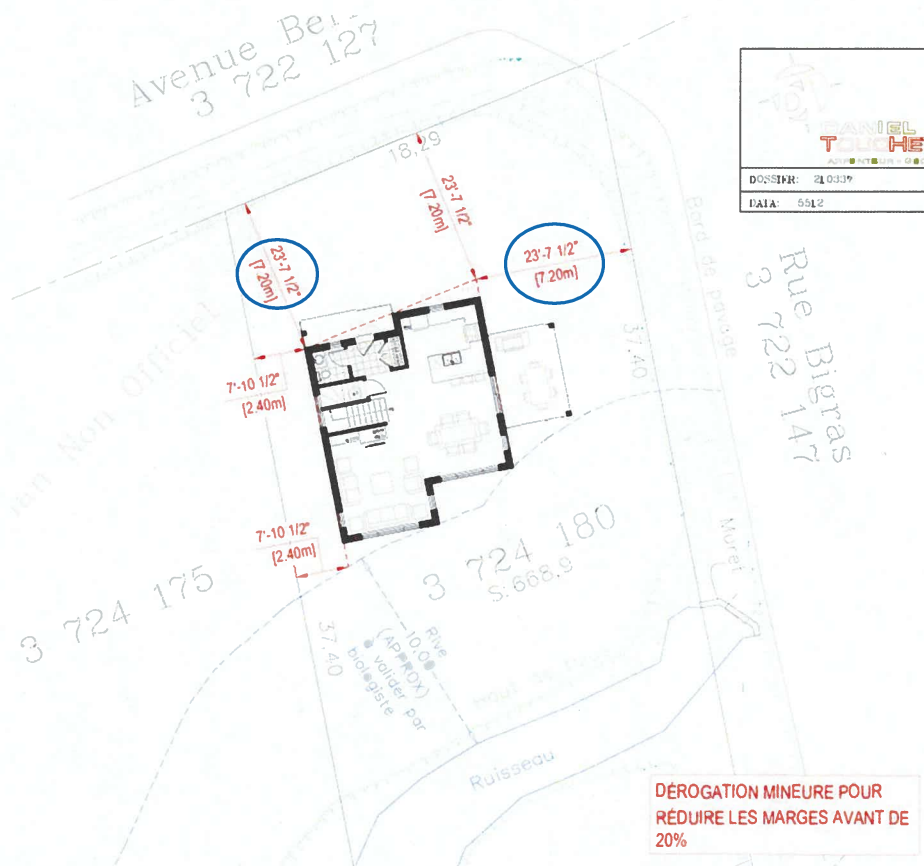 Avenue
3 722 127
18,29
DANIEL
DOSSIER: 210337
DATA: 5512
23'-7 1/2"
[7.20m]
23'-7 1/2"
[7.20m]
23'-7 1/2"
[7.20m]
Bord de pavage
Rue Bigras
3 722 147
37.40
7'-10 1/2"
[2.40m]
Non Officiel
7'-10 1/2"
[2.40m]
3 724 175
3 724 180
S: 668.9
Muret
37.40
Rive
(APPROX)
valider par
biologiste
Ruisseau
DÉROGATION MINEURE POUR
RÉDUIRE LES MARGES AVANT DE
20%